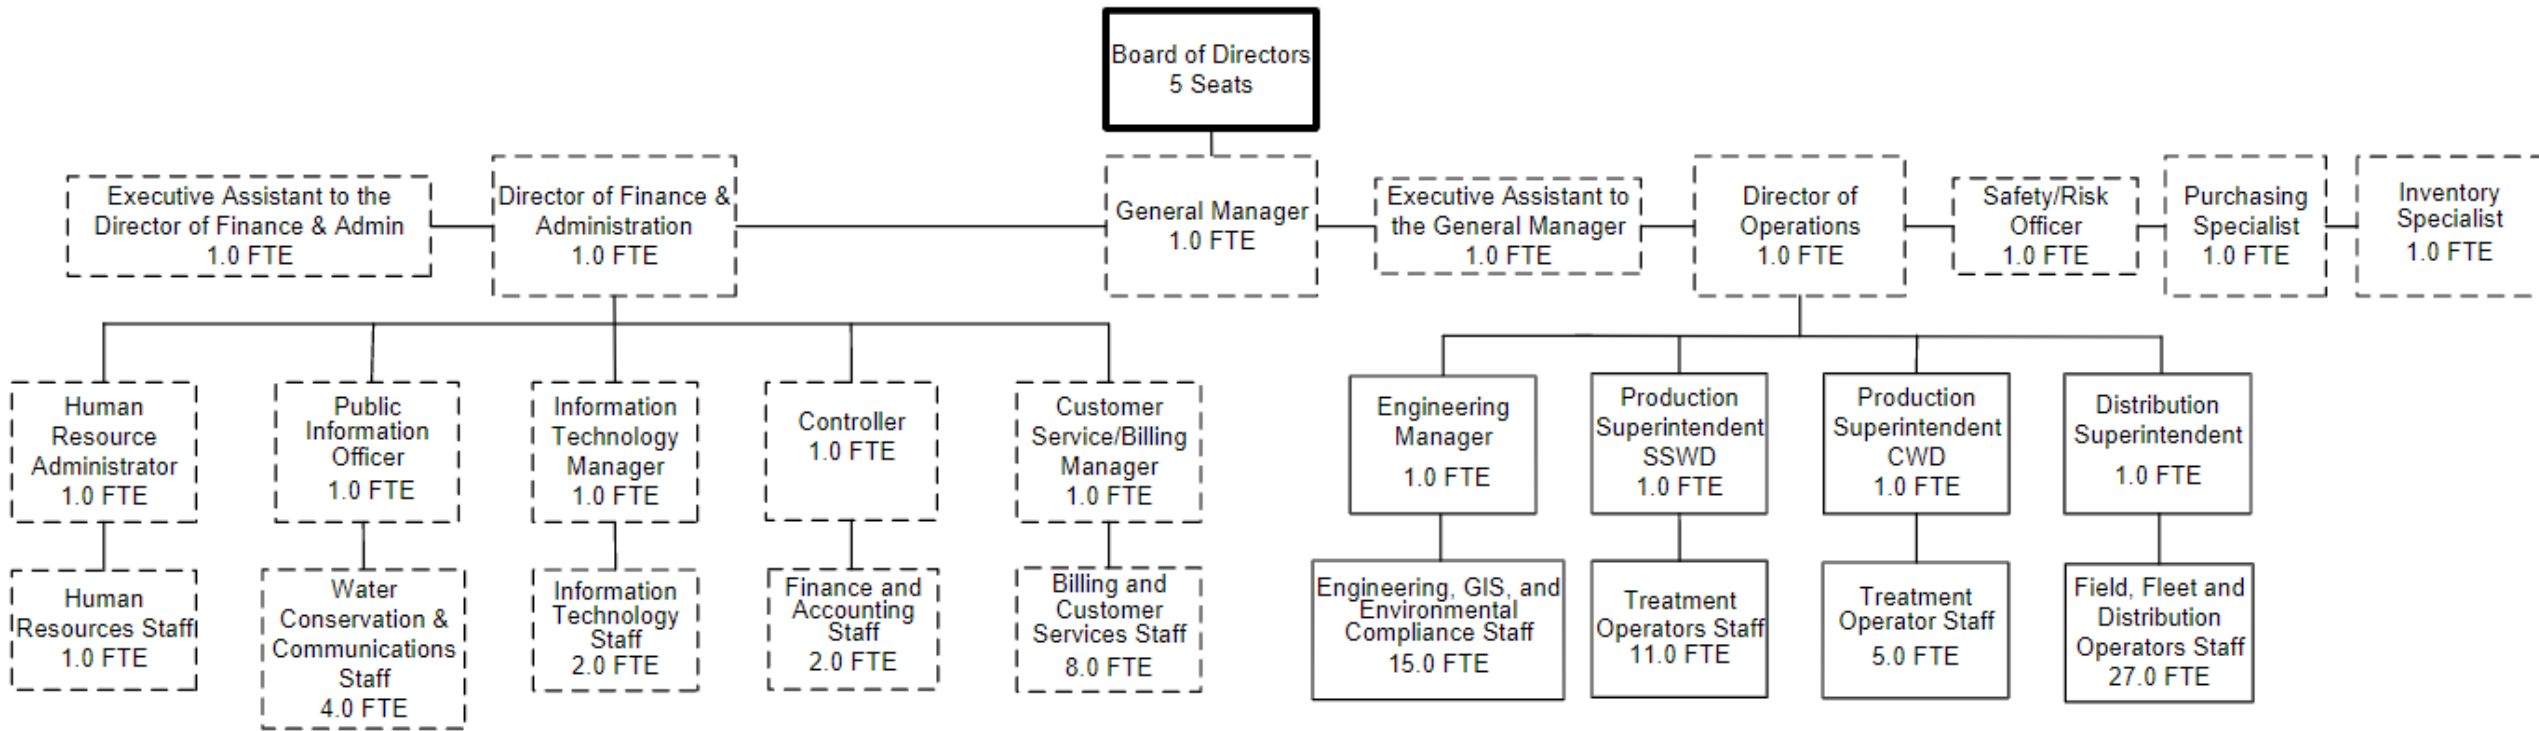 Board of Directors
5 Seats
Executive Assistant to the
Director of Finance & Admin
1.0 FTE
Director of Finance &
Administration
1.0 FTE
General Manager
1.0 FTE
Executive Assistant to
the General Manager
1.0 FTE
Director of
Operations
1.0 FTE
Safety/Risk
Officer
1.0 FTE
Purchasing
Specialist
1.0 FTE
Inventory
Specialist
1.0 FTE
Human
Resource
Administrator
1.0 FTE
Public
Information
Officer
1.0 FTE
Information
Technology
Manager
1.0 FTE
Controller
1.0 FTE
Customer
Service/Billing
Manager
1.0 FTE
Engineering
Manager
1.0 FTE
Production
Superintendent
SSWD
1.0 FTE
Production
Superintendent
CWD
1.0 FTE
Distribution
Superintendent
1.0 FTE
Human
Resources Staff
1.0 FTE
Water
Conservation &
Communications
Staff
4.0 FTE
Information
Technology
Staff
2.0 FTE
Finance and
Accounting
Staff
2.0 FTE
Billing and
Customer
Services Staff
8.0 FTE
Engineering, GIS, and
Environmental
Compliance Staff
15.0 FTE
Treatment
Operators Staff
11.0 FTE
Treatment
Operator Staff
5.0 FTE
Field, Fleet and
Distribution
Operators Staff
27.0 FTE